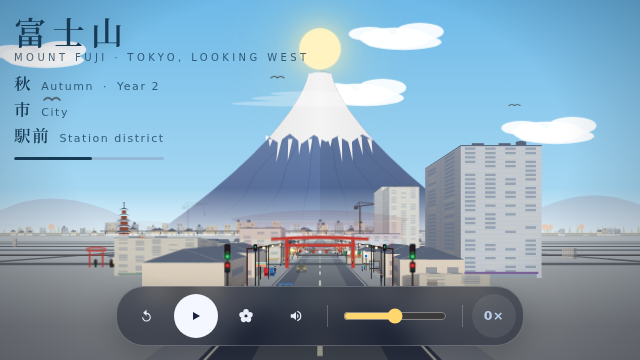 富士山
MOUNT FUJI · TOKYO, LOOKING WEST
秋 Autumn · Year 2
市 City
駅前 Station district
0×